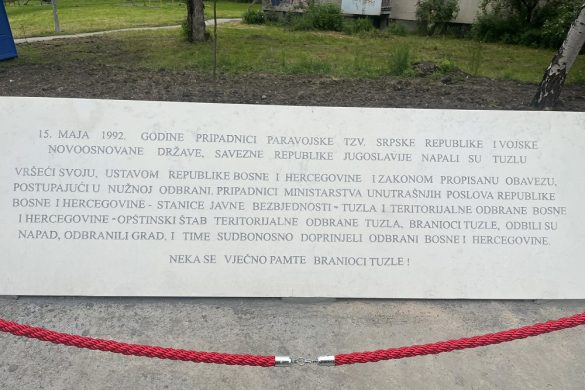 15. MAJA 1992. GODINE PRIPADNICI PARAVOJSKE TZV. SRPSKE REPUBLIKE I VOJSKE
NOVOOSNOVANE DRŽAVE, SAVEZNE REPUBLIKE JUGOSLAVIJE NAPALI SU TUZLU
VRŠEĆI SVOJU, USTAVOM REPUBLIKE BOSNE I HERCEGOVINE I ZAKONOM PROPISANU OBAVEZU,
POSTUPAJUĆI U NUŽNOJ ODBRANI, PRIPADNICI MINISTARSTVA UNUTRAŠNJIH POSLOVA REPUBLIKE
BOSNE I HERCEGOVINE - STANICE JAVNE BEZBJEDNOSTI - TUZLA I TERITORIJALNE ODBRANE BOSNE
I HERCEGOVINE - OPŠTINSKI ŠTAB TERITORIJALNE ODBRANE TUZLA, BRANIOCI TUZLE, ODBILI SU
NAPAD, ODBRANILI GRAD, I TIME SUDBONOSNO DOPRINJELI ODBRANI BOSNE I HERCEGOVINE.
NEKA SE VJEČNO PAMTE BRANIOCI TUZLE !